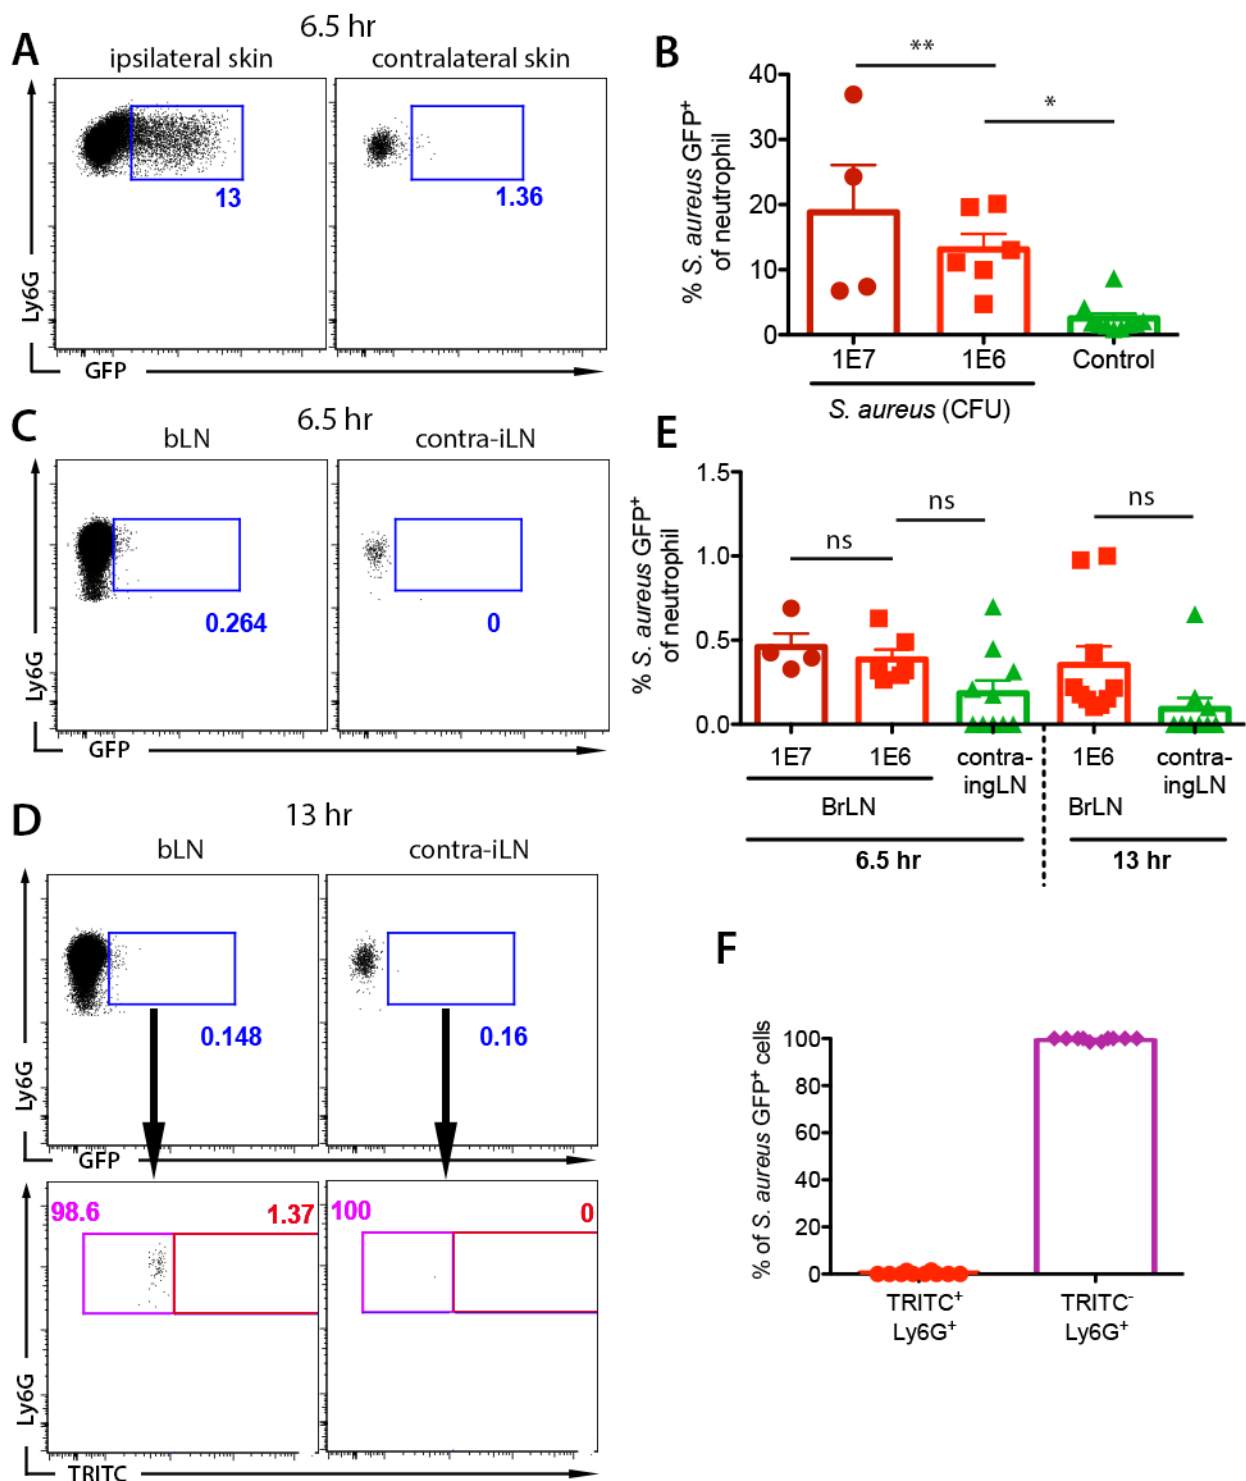 A
6.5 hr
ipsilateral skin
contralateral skin
13
1.36
Ly6G
GFP
B
**
*
40
30
20
10
0
% S. aureus GFP+
of neutrophil
1E7
1E6
Control
S. aureus (CFU)
C
6.5 hr
bLN
contra-iLN
0.264
0
Ly6G
GFP
E
1.5
1.0
0.5
0.0
% S. aureus GFP+
of neutrophil
ns
ns
ns
1E7
1E6
contra-
ingLN
1E6
contra-
ingLN
BrLN
BrLN
6.5 hr
13 hr
D
13 hr
bLN
contra-iLN
0.148
0.16
Ly6G
GFP
98.6
1.37
100
0
Ly6G
TRITC
F
100
80
60
40
20
0
% of S. aureus GFP+ cells
TRITC+
Ly6G+
TRITC-
Ly6G+